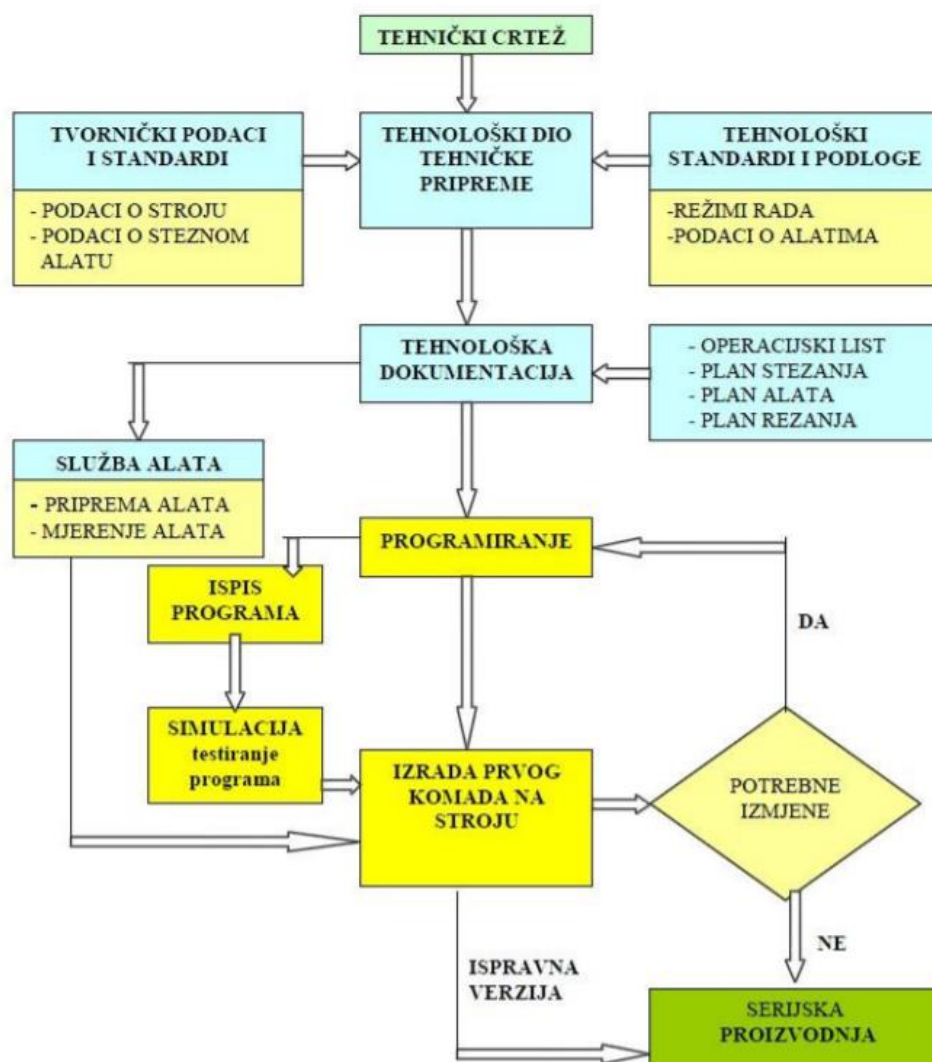 TEHNIČKI CRTEŽ
TVORNIČKI PODACI
I STANDARDI
- PODACI O STROJU
- PODACI O STEZNOM
ALATU
TEHNOLOŠKI DIO
TEHNIČKE
PRIPREME
TEHNOLOŠKI
STANDARDI I PODLOGE
-REŽIMI RADA
-PODACI O ALATIMA
TEHNOLOŠKA
DOKUMENTACIJA
- OPERACIJSKI LIST
- PLAN STEZANJA
- PLAN ALATA
- PLAN REZANJA
SLUŽBA ALATA
- PRIPREMA ALATA
- MJERENJE ALATA
PROGRAMIRANJE
ISPIS
PROGRAMA
DA
SIMULACIJA
testiranje
programa
IZRADA PRVOG
KOMADA NA
STROJU
POTREBNE
IZMJENE
NE
ISPRAVNA
VERZIJA
SERIJSKA
PROIZVODNJA